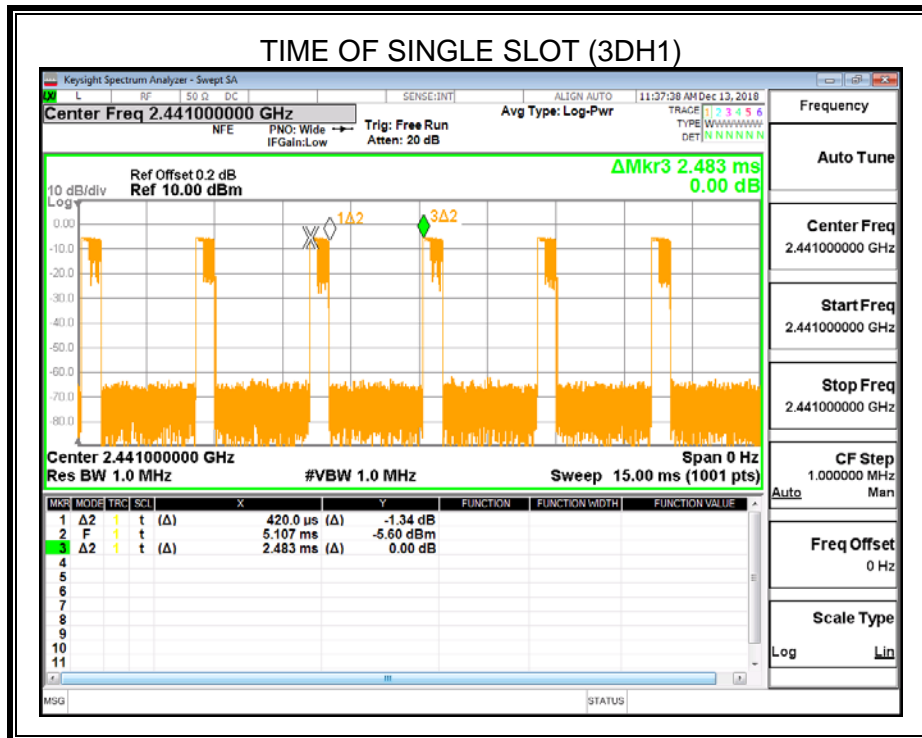 TIME OF SINGLE SLOT (3DH1)
Keysight Spectrum Analyzer - Swept SA
L RF 50 Ω DC SENSE:INT ALIGN AUTO 11:37:38 AM Dec 13, 2018
Center Freq 2.441000000 GHz Avg Type: Log-Pwr TRACE 1 2 3 4 5 6
NFE PNO: Wide Trig: Free Run TYPE W
IFGain:Low Atten: 20 dB DET N N N N N N
ΔMkr3 2.483 ms
0.00 dB
Ref Offset 0.2 dB
10 dB/div Ref 10.00 dBm
Log
0.00
-10.0
-20.0
-30.0
-40.0
-50.0
-60.0
-70.0
-80.0
1Δ2
3Δ2
Center 2.441000000 GHz Span 0 Hz
Res BW 1.0 MHz #VBW 1.0 MHz Sweep 15.00 ms (1001 pts)
MKR MODE TRC SCL X Y FUNCTION FUNCTION WIDTH FUNCTION VALUE
1 Δ2 1 t (Δ) 420.0 µs (Δ) -1.34 dB
2 F 1 t 5.107 ms -5.60 dBm
3 Δ2 1 t (Δ) 2.483 ms (Δ) 0.00 dB
4
5
6
7
8
9
10
11
MSG STATUS
Frequency
Auto Tune
Center Freq
2.441000000 GHz
Start Freq
2.441000000 GHz
Stop Freq
2.441000000 GHz
CF Step
1.000000 MHz
Auto Man
Freq Offset
0 Hz
Scale Type
Log Lin